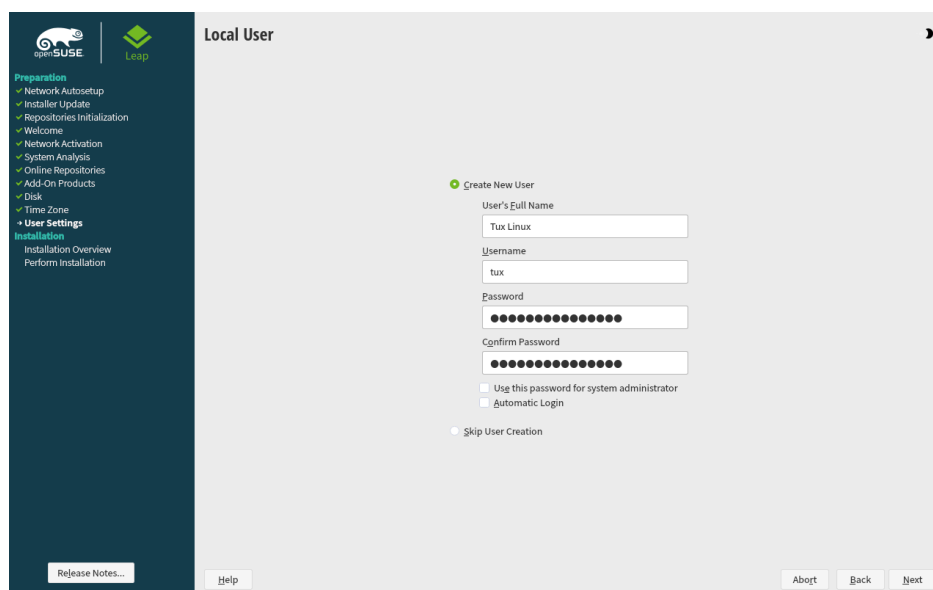 openSUSE.
Leap
Preparation
Network Autosetup
Installer Update
Repositories Initialization
Welcome
Network Activation
System Analysis
Online Repositories
Add-On Products
Disk
Time Zone
User Settings
Installation
Installation Overview
Perform Installation
Release Notes...
Local User
Create New User
User's Full Name
Tux Linux
Username
tux
Password
●●●●●●●●●●●●●●●
Confirm Password
●●●●●●●●●●●●●●●
Use this password for system administrator
Automatic Login
Skip User Creation
Help
Abort
Back
Next